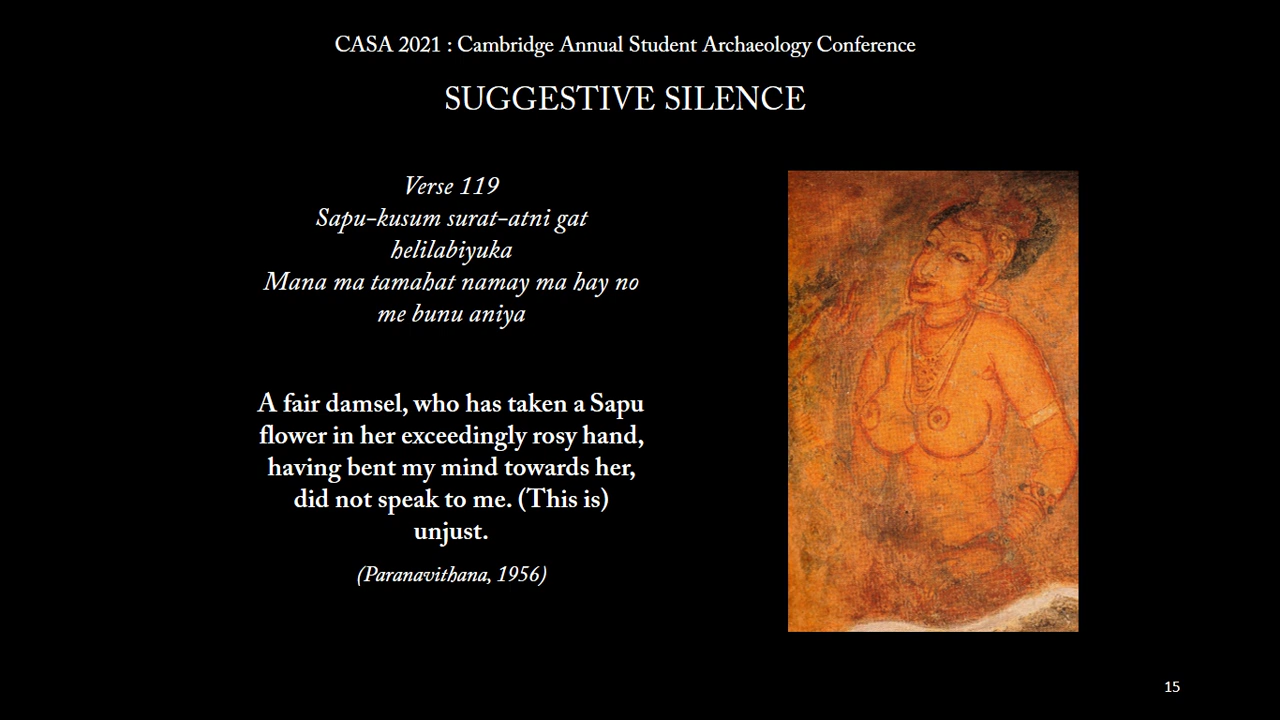 CASA 2021 : Cambridge Annual Student Archaeology Conference
SUGGESTIVE SILENCE
Verse 119
Sapu-kusum surat-atni gat
helilabiyuka
Mana ma tamahat namay ma hay no
me bunu aniya
A fair damsel, who has taken a Sapu
flower in her exceedingly rosy hand,
having bent my mind towards her,
did not speak to me. (This is)
unjust.
(Paranavithana, 1956)
15